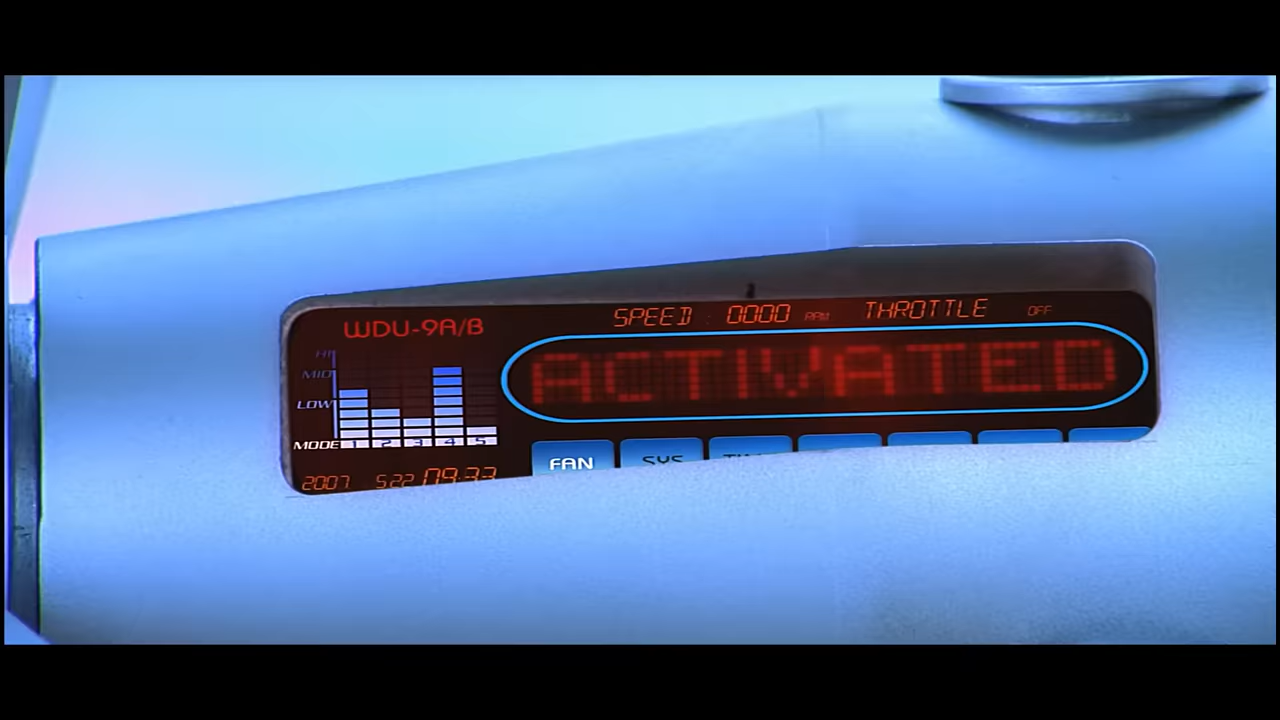 WDU-9A/B
SPEED : 0000 RPM THROTTLE OFF
HI
MID
LOW
ACTIVATED
MODE 1 2 3 4 5
FAN SYS
2007 5.22 09:33